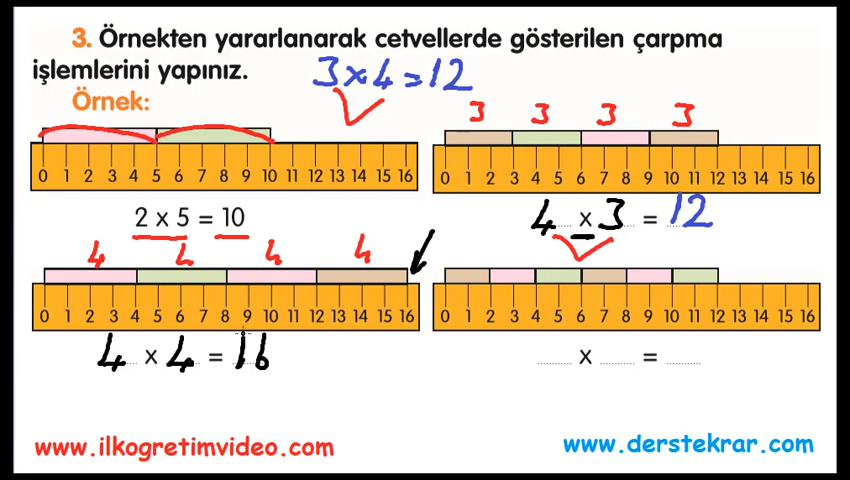 3. Örnekten yararlanarak cetvellerde gösterilen çarpma
işlemlerini yapınız.
3 x 4 = 12
Örnek:
3 3 3 3
0 1 2 3 4 5 6 7 8 9 10 11 12 13 14 15 16
0 1 2 3 4 5 6 7 8 9 10 11 12 13 14 15 16
2 x 5 = 10
4 x 3 = 12
4 4 4 4
0 1 2 3 4 5 6 7 8 9 10 11 12 13 14 15 16
0 1 2 3 4 5 6 7 8 9 10 11 12 13 14 15 16
4 x 4 = 16
........ x ........ = ........
www.ilkogretimvideo.com
www.derstekrar.com